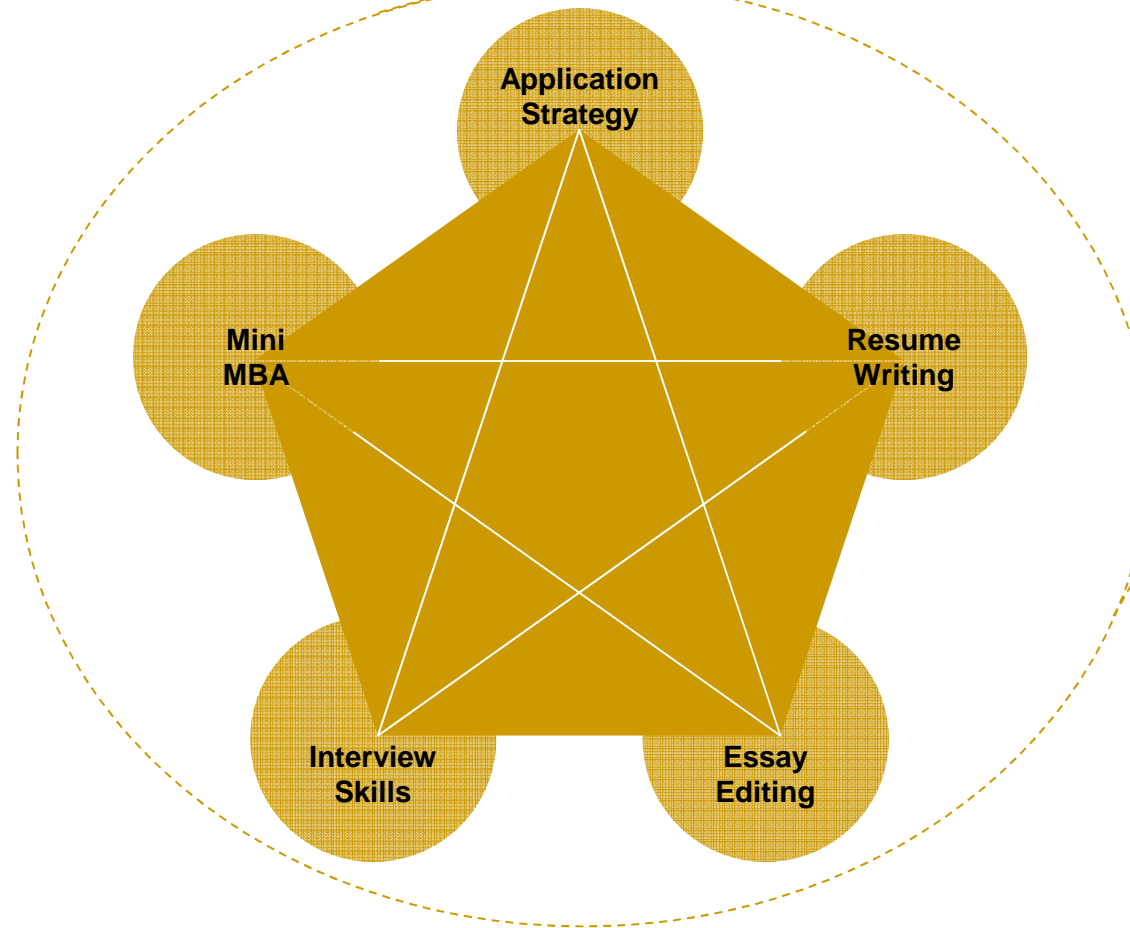 Application
Strategy
Mini
MBA
Resume
Writing
Interview
Skills
Essay
Editing